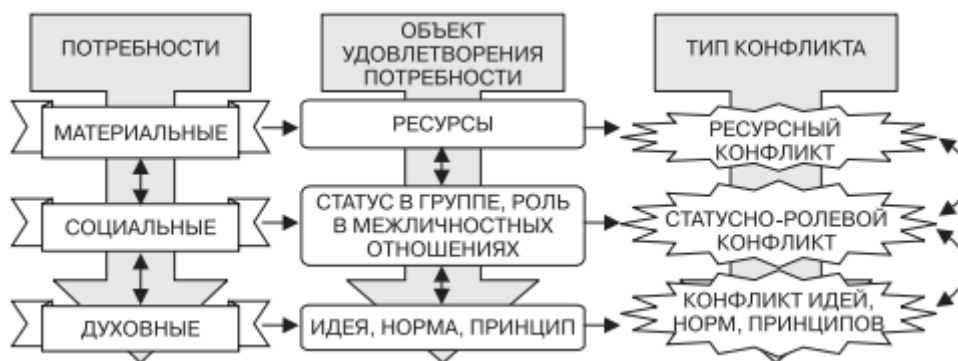 ПОТРЕБНОСТИ
ОБЪЕКТ
УДОВЛЕТВОРЕНИЯ
ПОТРЕБНОСТИ
ТИП КОНФЛИКТА
МАТЕРИАЛЬНЫЕ
РЕСУРСЫ
РЕСУРСНЫЙ
КОНФЛИКТ
СОЦИАЛЬНЫЕ
СТАТУС В ГРУППЕ, РОЛЬ
В МЕЖЛИЧНОСТНЫХ
ОТНОШЕНИЯХ
СТАТУСНО-РОЛЕВОЙ
КОНФЛИКТ
ДУХОВНЫЕ
ИДЕЯ, НОРМА, ПРИНЦИП
КОНФЛИКТ ИДЕЙ,
НОРМ, ПРИНЦИПОВ